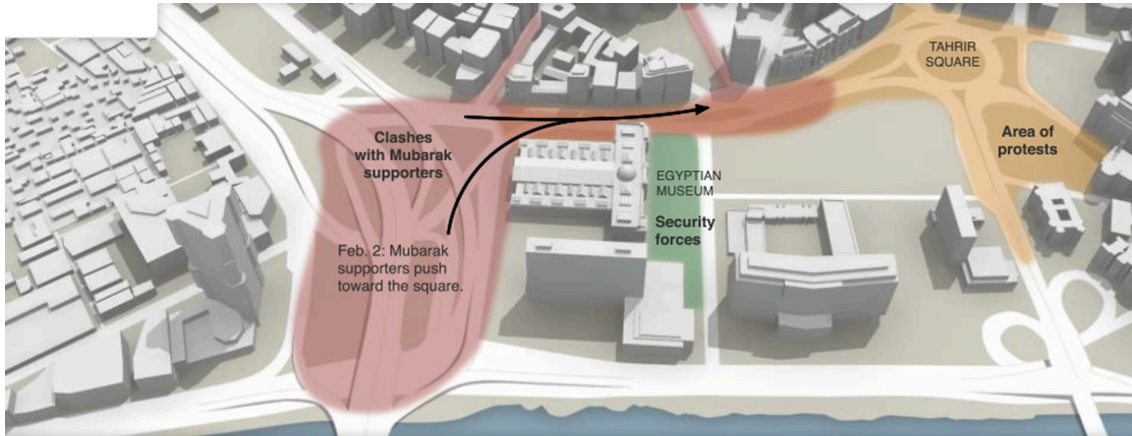 TAHRIR
SQUARE
Clashes
with Mubarak
supporters
Area of
protests
EGYPTIAN
MUSEUM
Security
forces
Feb. 2: Mubarak
supporters push
toward the square.